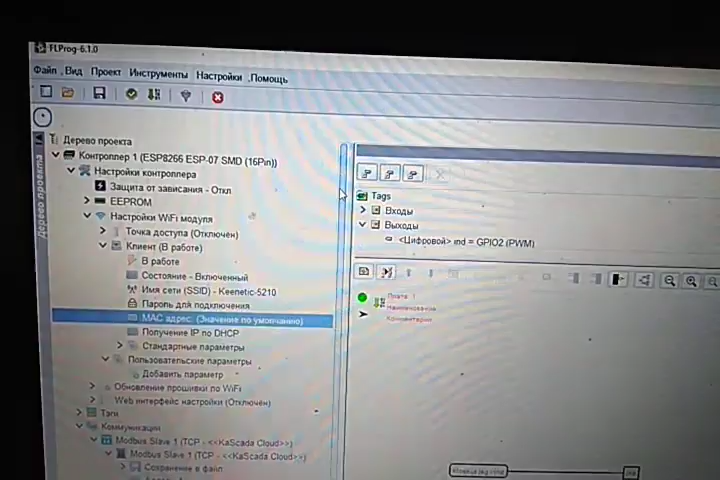 FLProg-6.1.0
Файл Вид Проект Инструменты Настройки Помощь
Дерево проекта
Дерево проекта
Контроллер 1 (ESP8266 ESP-07 SMD (16Pin))
Настройки контроллера
Защита от зависания - Откл
EEPROM
Настройки WiFi модуля
Точка доступа (Отключен)
Клиент (В работе)
В работе
Состояние - Включенный
Имя сети (SSID) - Keenetic-5210
Пароль для подключения
MAC адрес: (Значение по умолчанию)
Получение IP по DHCP
Стандартные параметры
Пользовательские параметры
Добавить параметр
Обновление прошивки по WiFi
Web интерфейс настройки (Отключен)
Тэги
Коммуникации
Modbus Slave 1 (TCP - <<KaScada Cloud>>)
Modbus Slave 1 (TCP - <<KaScada Cloud>>)
Сохранение в файл
Tags
Входы
Выходы
<Цифровой> ind = GPIO2 (PWM)
Плата: 1
Наименование
Комментарии